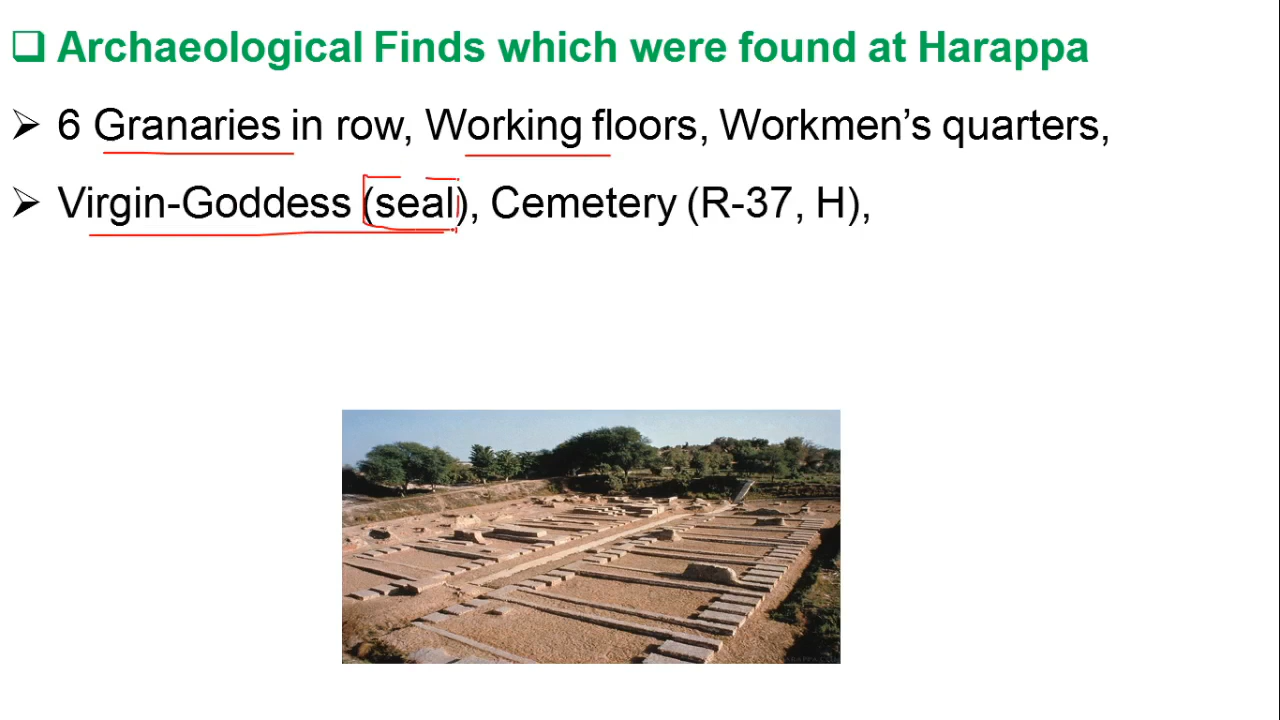 Archaeological Finds which were found at Harappa
6 Granaries in row, Working floors, Workmen’s quarters,
Virgin-Goddess (seal), Cemetery (R-37, H),